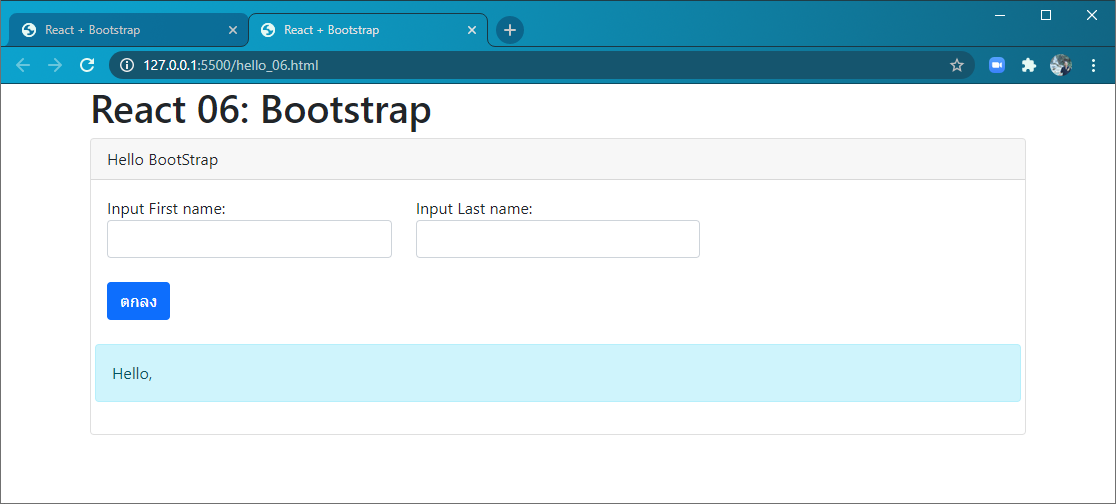 React + Bootstrap
React + Bootstrap
127.0.0.1:5500/hello_06.html
React 06: Bootstrap
Hello BootStrap
Input First name:
Input Last name:
ตกลง
Hello,